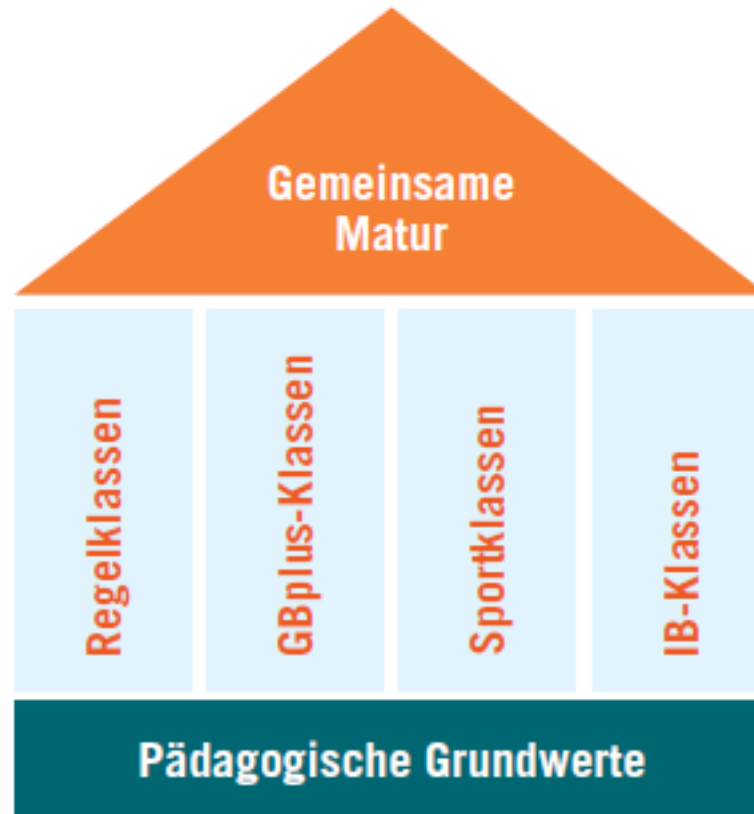 Gemeinsame
Matur
Regelklassen
GBplus-Klassen
Sportklassen
IB-Klassen
Pädagogische Grundwerte